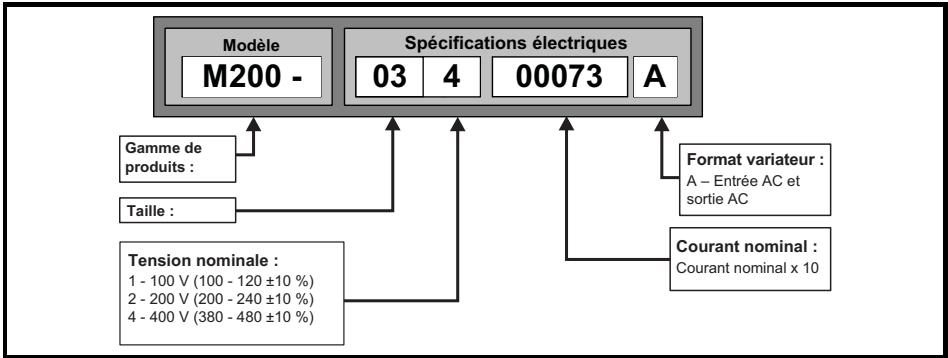 Modèle
Spécifications électriques
M200 -
03 4 00073 A
Gamme de
produits :
Taille :
Tension nominale :
1 - 100 V (100 - 120 ±10 %)
2 - 200 V (200 - 240 ±10 %)
4 - 400 V (380 - 480 ±10 %)
Format variateur :
A – Entrée AC et
sortie AC
Courant nominal :
Courant nominal x 10